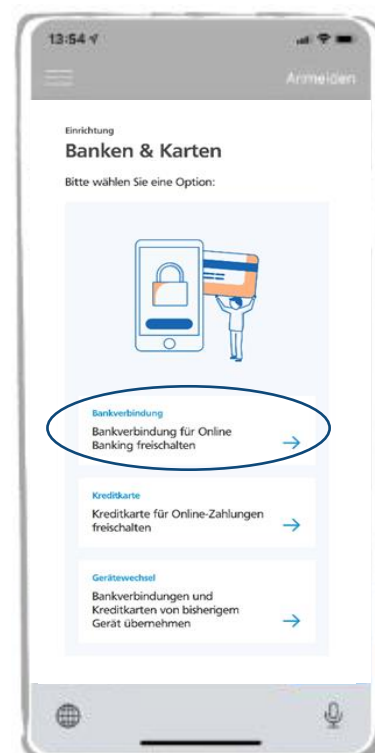 13:54
Anmelden
Einrichtung
Banken & Karten
Bitte wählen Sie eine Option:
Bankverbindung
Bankverbindung für Online
Banking freischalten
Kreditkarte
Kreditkarte für Online-Zahlungen
freischalten
Gerätewechsel
Bankverbindungen und
Kreditkarten von bisherigem
Gerät übernehmen